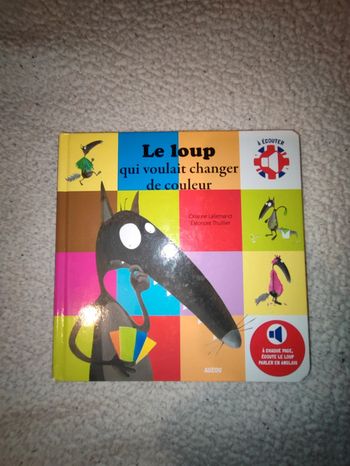 À ÉCOUTER
Le loup
qui voulait changer
de couleur
Orianne Lallemand
Éléonore Thuillier
À CHAQUE PAGE,
ÉCOUTE LE LOUP
PARLER EN ANGLAIS
AUZOU